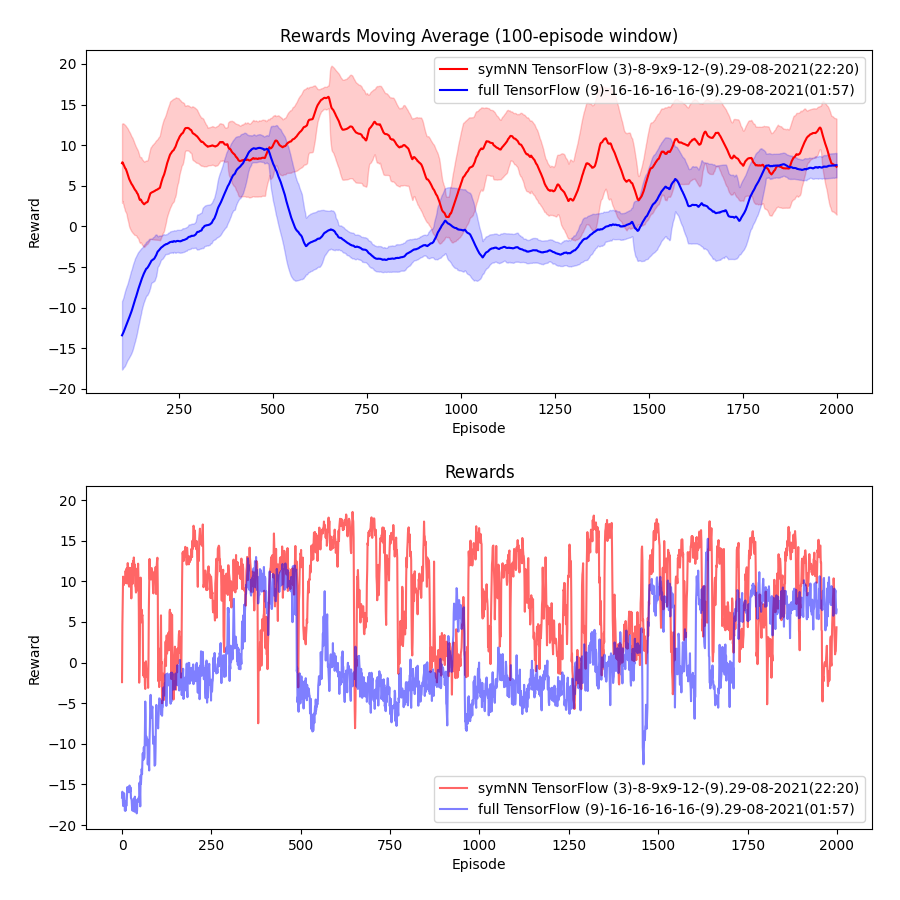 Rewards Moving Average (100-episode window)
symNN TensorFlow (3)-8-9x9-12-(9).29-08-2021(22:20)
full TensorFlow (9)-16-16-16-16-(9).29-08-2021(01:57)
20
15
10
5
0
−5
−10
−15
−20
Reward
250 500 750 1000 1250 1500 1750 2000
Episode
Rewards
20
15
10
5
0
−5
−10
−15
−20
Reward
symNN TensorFlow (3)-8-9x9-12-(9).29-08-2021(22:20)
full TensorFlow (9)-16-16-16-16-(9).29-08-2021(01:57)
0 250 500 750 1000 1250 1500 1750 2000
Episode